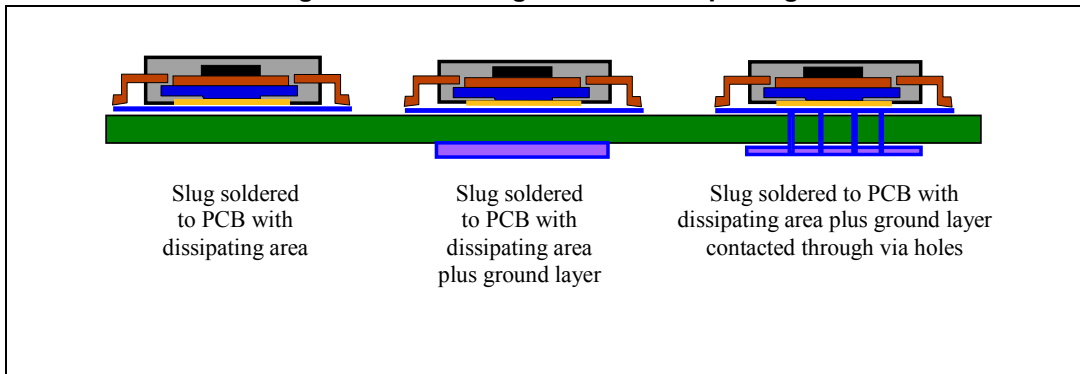 Slug soldered
to PCB with
dissipating area
Slug soldered
to PCB with
dissipating area
plus ground layer
Slug soldered to PCB with
dissipating area plus ground layer
contacted through via holes